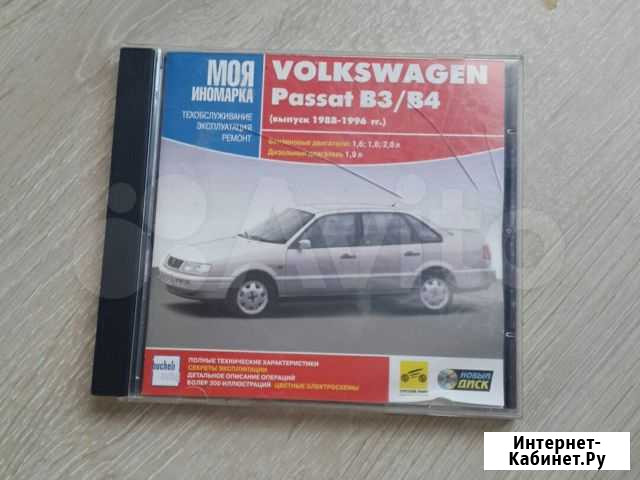 МОЯ
ИНОМАРКА
ТЕХОБСЛУЖИВАНИЕ
ЭКСПЛУАТАЦИЯ
РЕМОНТ
VOLKSWAGEN
Passat B3/B4
(выпуск 1988-1996 гг.)
Бензиновые двигатели: 1,6; 1,8; 2,0 л
Дизельный двигатель 1,9 л
Avito
ПОЛНЫЕ ТЕХНИЧЕСКИЕ ХАРАКТЕРИСТИКИ
СЕКРЕТЫ ЭКСПЛУАТАЦИИ
ДЕТАЛЬНОЕ ОПИСАНИЕ ОПЕРАЦИЙ
БОЛЕЕ 300 ИЛЛЮСТРАЦИЙ ЦВЕТНЫЕ ЭЛЕКТРОСХЕМЫ
НОВЫЙ
ДИСК
Интернет-
Кабинет.Ру